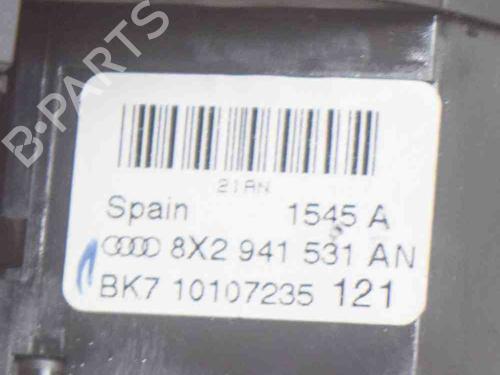 B·PARTS
21AN
Spain 1545 A
8X2 941 531 AN
BK7 10107235 121